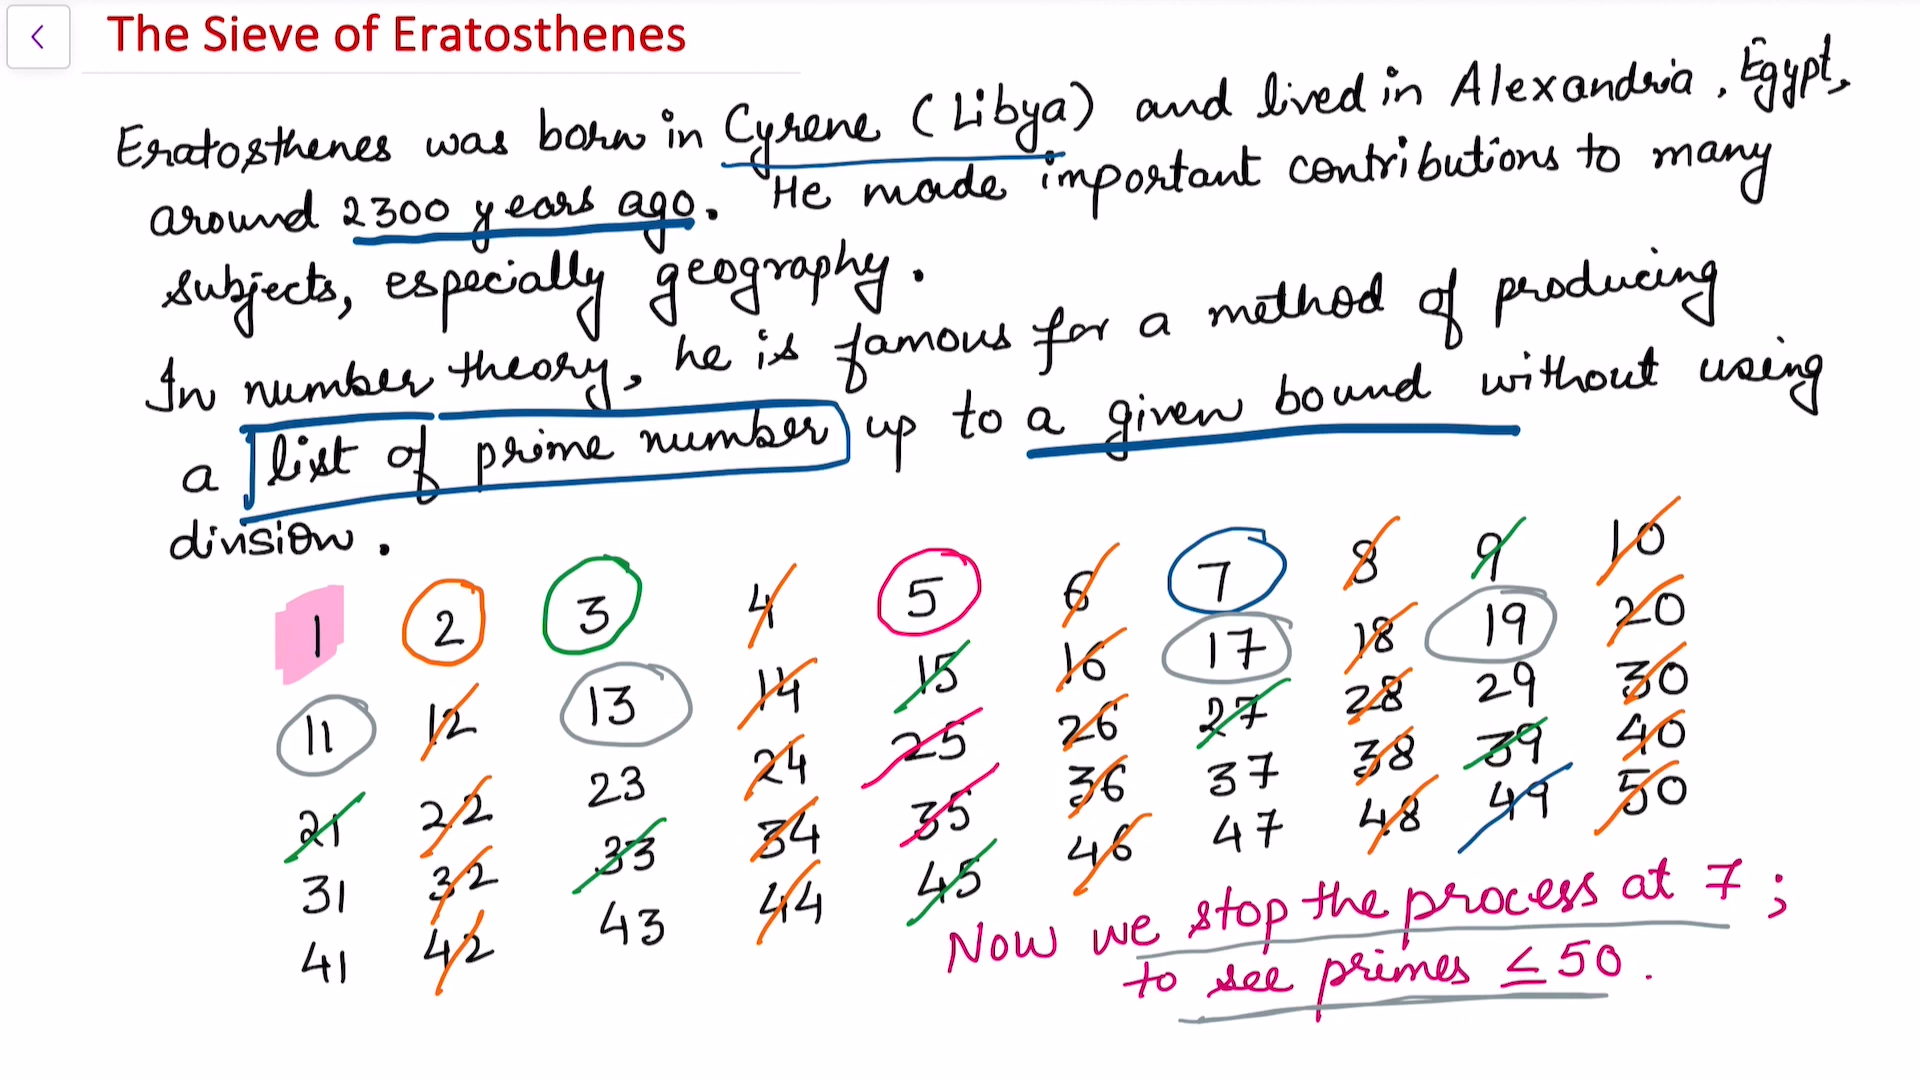 The Sieve of Eratosthenes
Eratosthenes was born in Cyrene (Libya) and lived in Alexandria, Egypt,
around 2300 years ago. He made important contributions to many
subjects, especially geography.
In number theory, he is famous for a method of producing
a list of prime number up to a given bound without using
division.
1 2 3 4 5 6 7 8 9 10
11 12 13 14 15 16 17 18 19 20
21 22 23 24 25 26 27 28 29 30
31 32 33 34 35 36 37 38 39 40
41 42 43 44 45 46 47 48 49 50
Now we stop the process at 7;
to see primes ≤ 50.